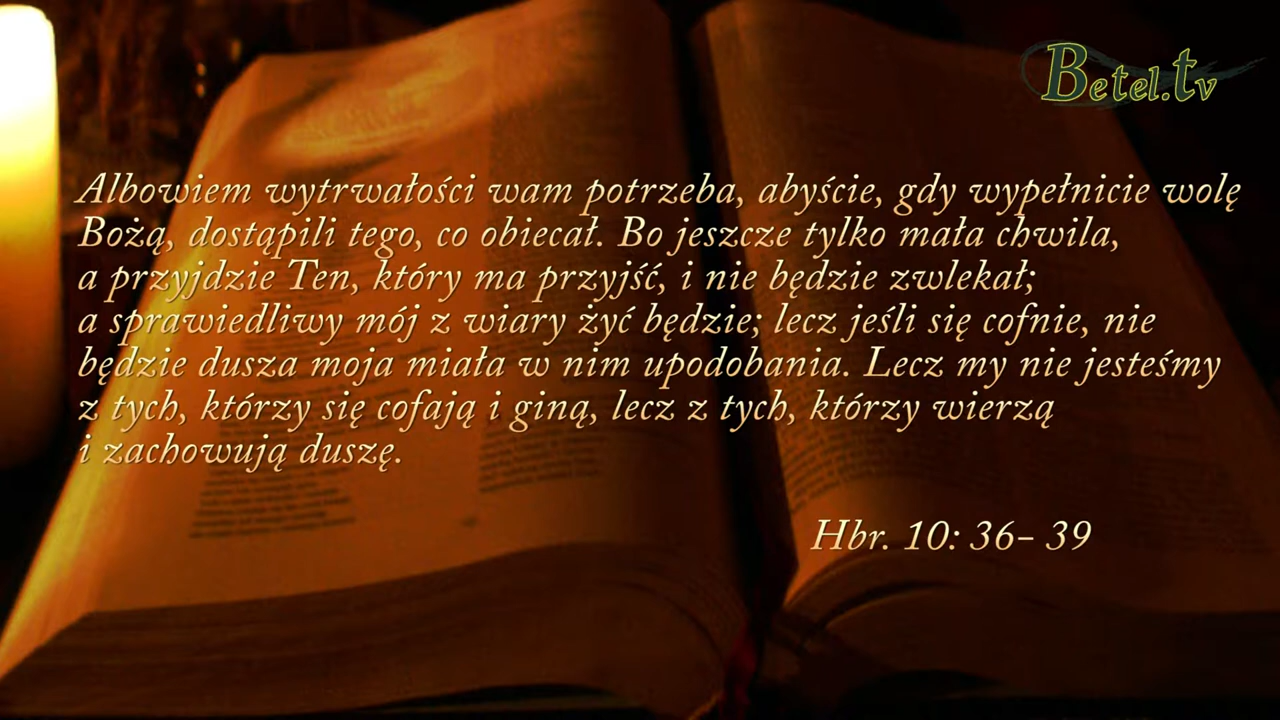 Betel.tv
Albowiem wytrwałości wam potrzeba, abyście, gdy wypełnicie wolę
Bożą, dostąpili tego, co obiecał. Bo jeszcze tylko mała chwila,
a przyjdzie Ten, który ma przyjść, i nie będzie zwlekał;
a sprawiedliwy mój z wiary żyć będzie; lecz jeśli się cofnie, nie
będzie dusza moja miała w nim upodobania. Lecz my nie jesteśmy
z tych, którzy się cofają i giną, lecz z tych, którzy wierzą
i zachowują duszę.
Hbr. 10: 36– 39